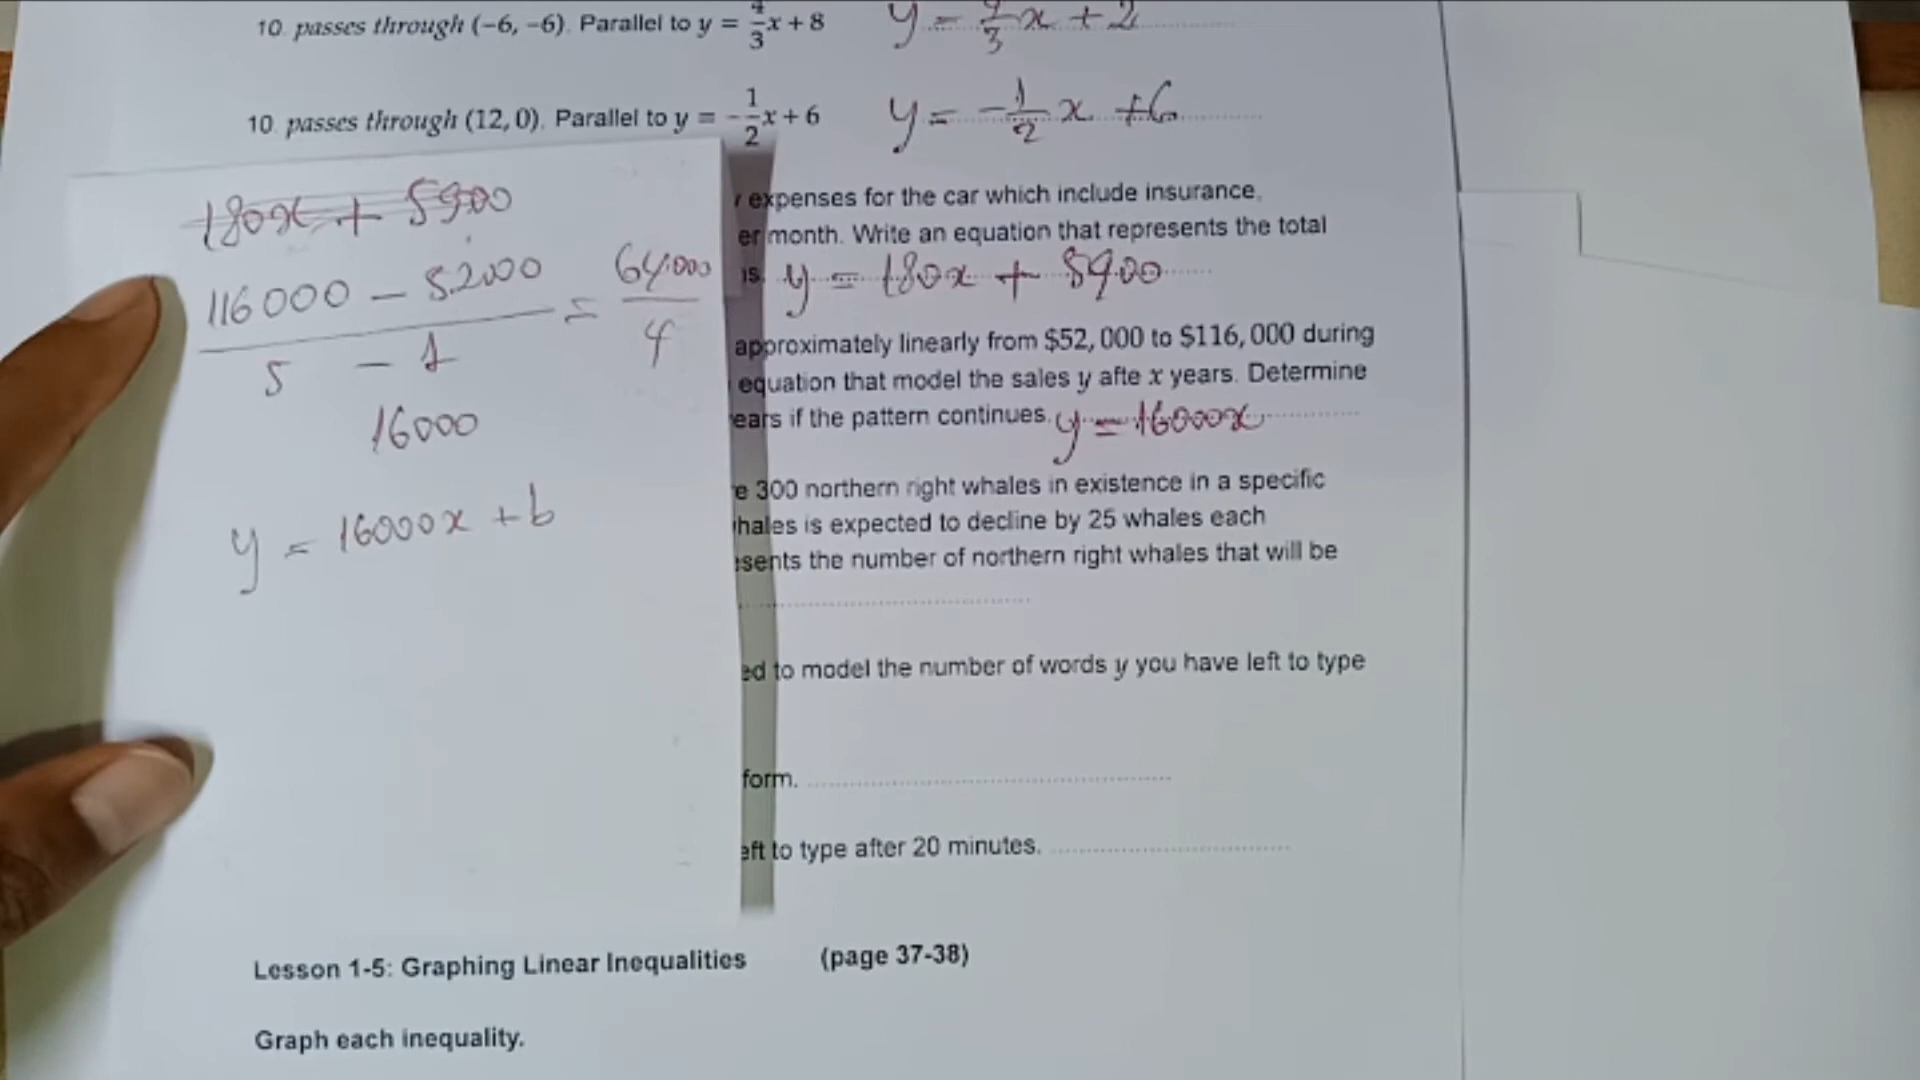 10. passes through (−6, −6). Parallel to y = 4/3 x + 8 y = 4/3 x + 2
10. passes through (12, 0). Parallel to y = −1/2 x + 6 y = −1/2 x + 6
180x + 5900
116000 − 52000 / 5 − 1 = 64000 / 4
16000
y = 16000x + b
expenses for the car which include insurance,
er month. Write an equation that represents the total
is y = 180x + 5900
approximately linearly from $52, 000 to $116, 000 during
equation that model the sales y afte x years. Determine
ears if the pattern continues. y = 16000x
e 300 northern right whales in existence in a specific
hales is expected to decline by 25 whales each
sents the number of northern right whales that will be
ed to model the number of words y you have left to type
form.
eft to type after 20 minutes.
Lesson 1-5: Graphing Linear Inequalities (page 37-38)
Graph each inequality.